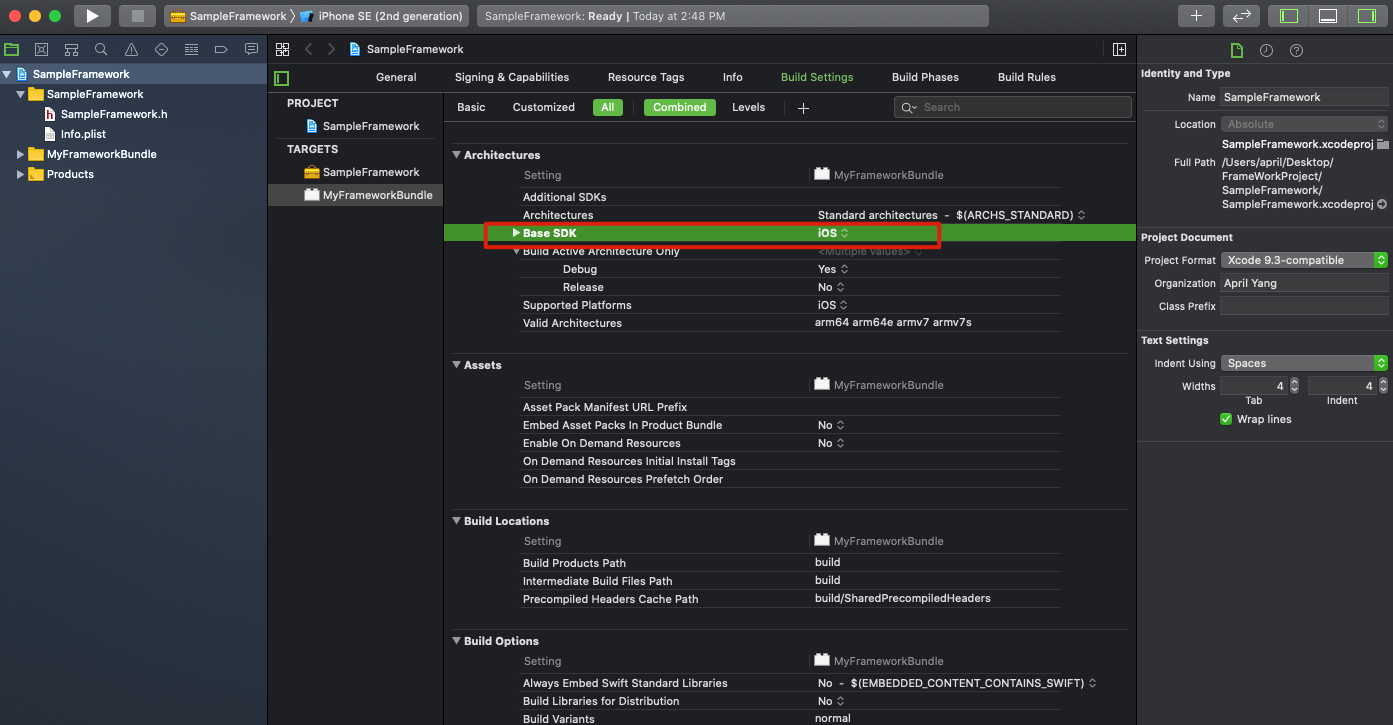 SampleFramework 〉 iPhone SE (2nd generation)
SampleFramework: Ready | Today at 2:48 PM
SampleFramework
SampleFramework
SampleFramework.h
Info.plist
MyFrameworkBundle
Products
SampleFramework
General Signing & Capabilities Resource Tags Info Build Settings Build Phases Build Rules
PROJECT
SampleFramework
TARGETS
SampleFramework
MyFrameworkBundle
Basic Customized All Combined Levels + Search
Architectures
Setting MyFrameworkBundle
Additional SDKs
Architectures Standard architectures - $(ARCHS_STANDARD)
Base SDK iOS
Build Active Architecture Only <Multiple values>
Debug Yes
Release No
Supported Platforms iOS
Valid Architectures arm64 arm64e armv7 armv7s
Assets
Setting MyFrameworkBundle
Asset Pack Manifest URL Prefix
Embed Asset Packs In Product Bundle No
Enable On Demand Resources No
On Demand Resources Initial Install Tags
On Demand Resources Prefetch Order
Build Locations
Setting MyFrameworkBundle
Build Products Path build
Intermediate Build Files Path build
Precompiled Headers Cache Path build/SharedPrecompiledHeaders
Build Options
Setting MyFrameworkBundle
Always Embed Swift Standard Libraries No - $(EMBEDDED_CONTENT_CONTAINS_SWIFT)
Build Libraries for Distribution No
Build Variants normal
Identity and Type
Name SampleFramework
Location Absolute
SampleFramework.xcodeproj
Full Path /Users/april/Desktop/
FrameWorkProject/
SampleFramework/
SampleFramework.xcodeproj
Project Document
Project Format Xcode 9.3-compatible
Organization April Yang
Class Prefix
Text Settings
Indent Using Spaces
Widths 4 4
Tab Indent
Wrap lines